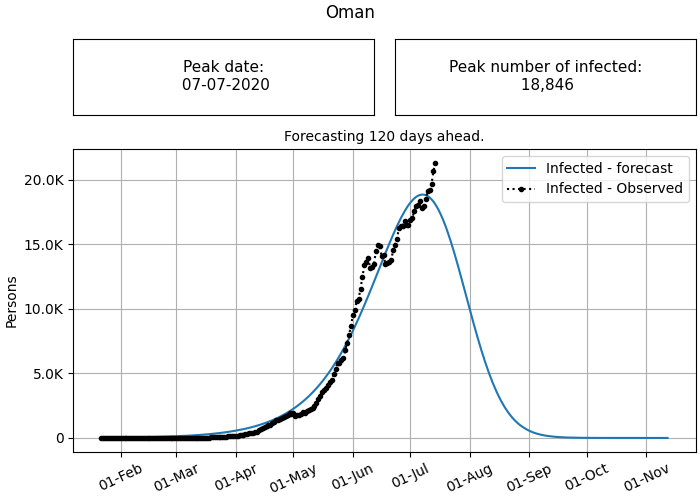 Oman
Peak date:
07-07-2020
Peak number of infected:
18,846
Forecasting 120 days ahead.
Infected - forecast
Infected - Observed
20.0K
15.0K
10.0K
5.0K
0
Persons
01-Feb
01-Mar
01-Apr
01-May
01-Jun
01-Jul
01-Aug
01-Sep
01-Oct
01-Nov